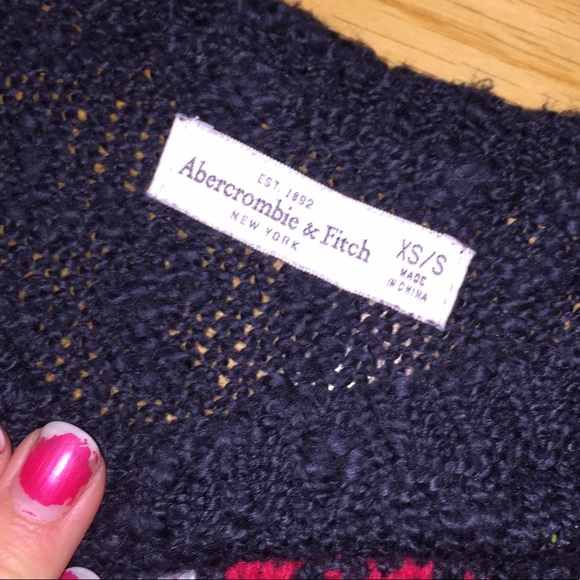 EST. 1892
Abercrombie & Fitch
NEW YORK
XS/S
MADE
IN CHINA